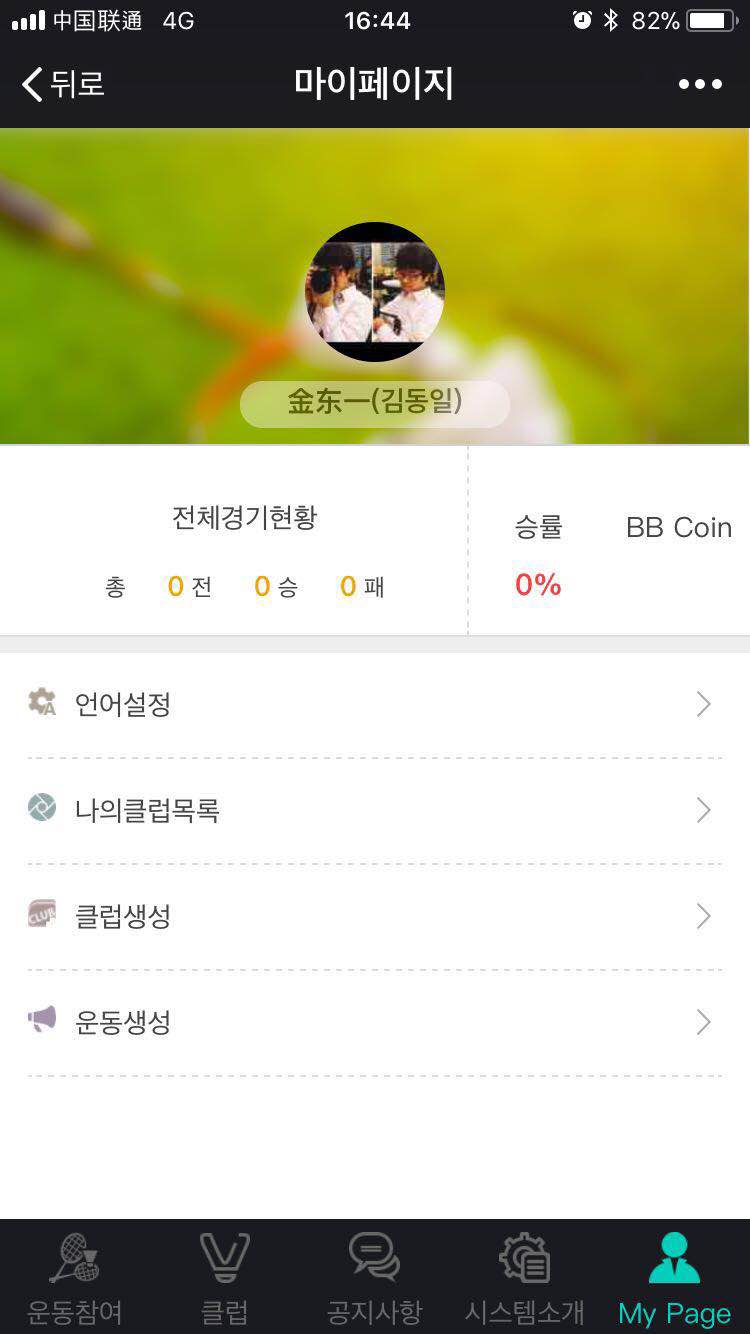 中国联通 4G 16:44 82%
뒤로 마이페이지
金东一(김동일)
전체경기현황
총 0 전 0 승 0 패
승률 BB Coin
0%
언어설정
나의클럽목록
CLUB 클럽생성
운동생성
운동참여 클럽 공지사항 시스템소개 My Page